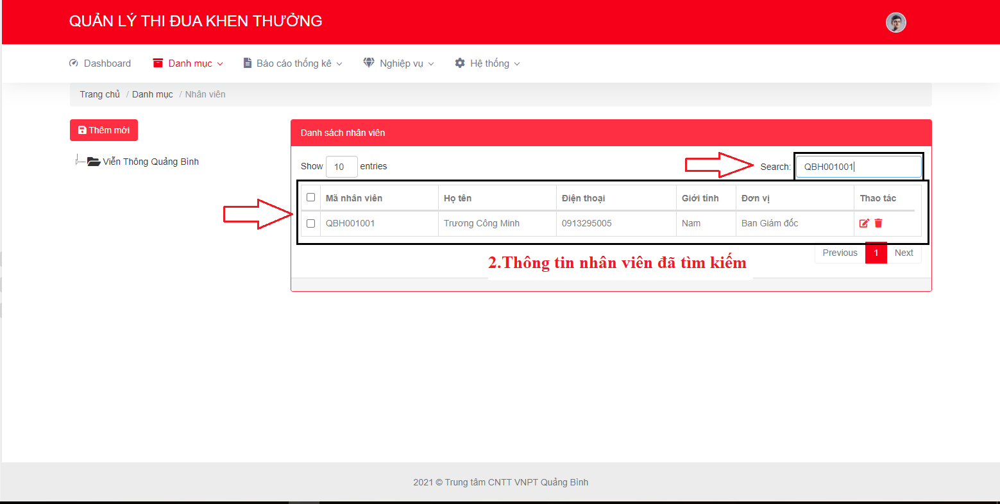 QUẢN LÝ THI ĐUA KHEN THƯỞNG
Dashboard Danh mục Báo cáo thống kê Nghiệp vụ Hệ thống
Trang chủ / Danh mục / Nhân viên
Thêm mới
Viễn Thông Quảng Bình
Danh sách nhân viên
Show 10 entries
Search: QBH001001
Mã nhân viên Họ tên Điện thoại Giới tính Đơn vị Thao tác
QBH001001 Trương Công Minh 0913295005 Nam Ban Giám đốc
Previous 1 Next
2.Thông tin nhân viên đã tìm kiếm
2021 © Trung tâm CNTT VNPT Quảng Bình